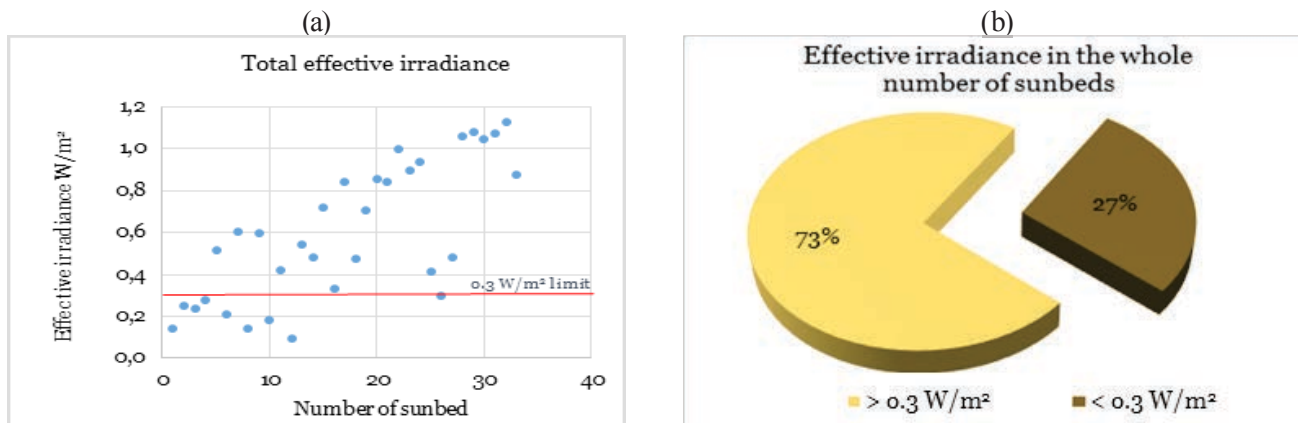 (a)
Total effective irradiance
Effective irradiance W/m²
1,2
1,0
0,8
0,6
0,4
0,2
0,0
0.3 W/m² limit
0 10 20 30 40
Number of sunbed
(b)
Effective irradiance in the whole
number of sunbeds
73%
27%
> 0.3 W/m² < 0.3 W/m²